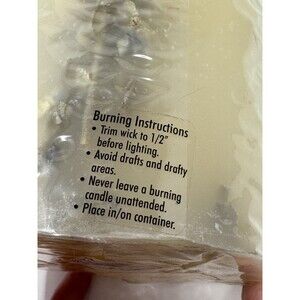 Burning Instructions
• Trim wick to 1/2"
before lighting.
• Avoid drafts and drafty
areas.
• Never leave a burning
candle unattended.
• Place in/on container.